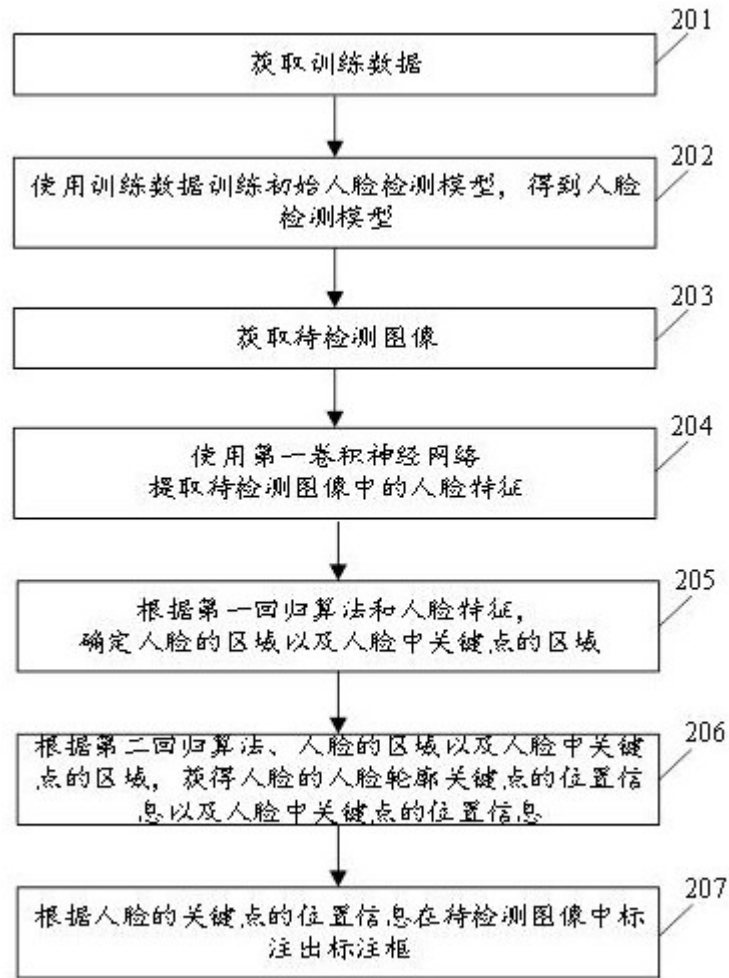 201
获取训练数据
202
使用训练数据训练初始人脸检测模型，得到人脸
检测模型
203
获取待检测图像
204
使用第一卷积神经网络
提取待检测图像中的人脸特征
205
根据第一回归算法和人脸特征，
确定人脸的区域以及人脸中关键点的区域
206
根据第二回归算法、人脸的区域以及人脸中关键
点的区域，获得人脸的人脸轮廓关键点的位置信
息以及人脸中关键点的位置信息
207
根据人脸的关键点的位置信息在待检测图像中标
注出标注框